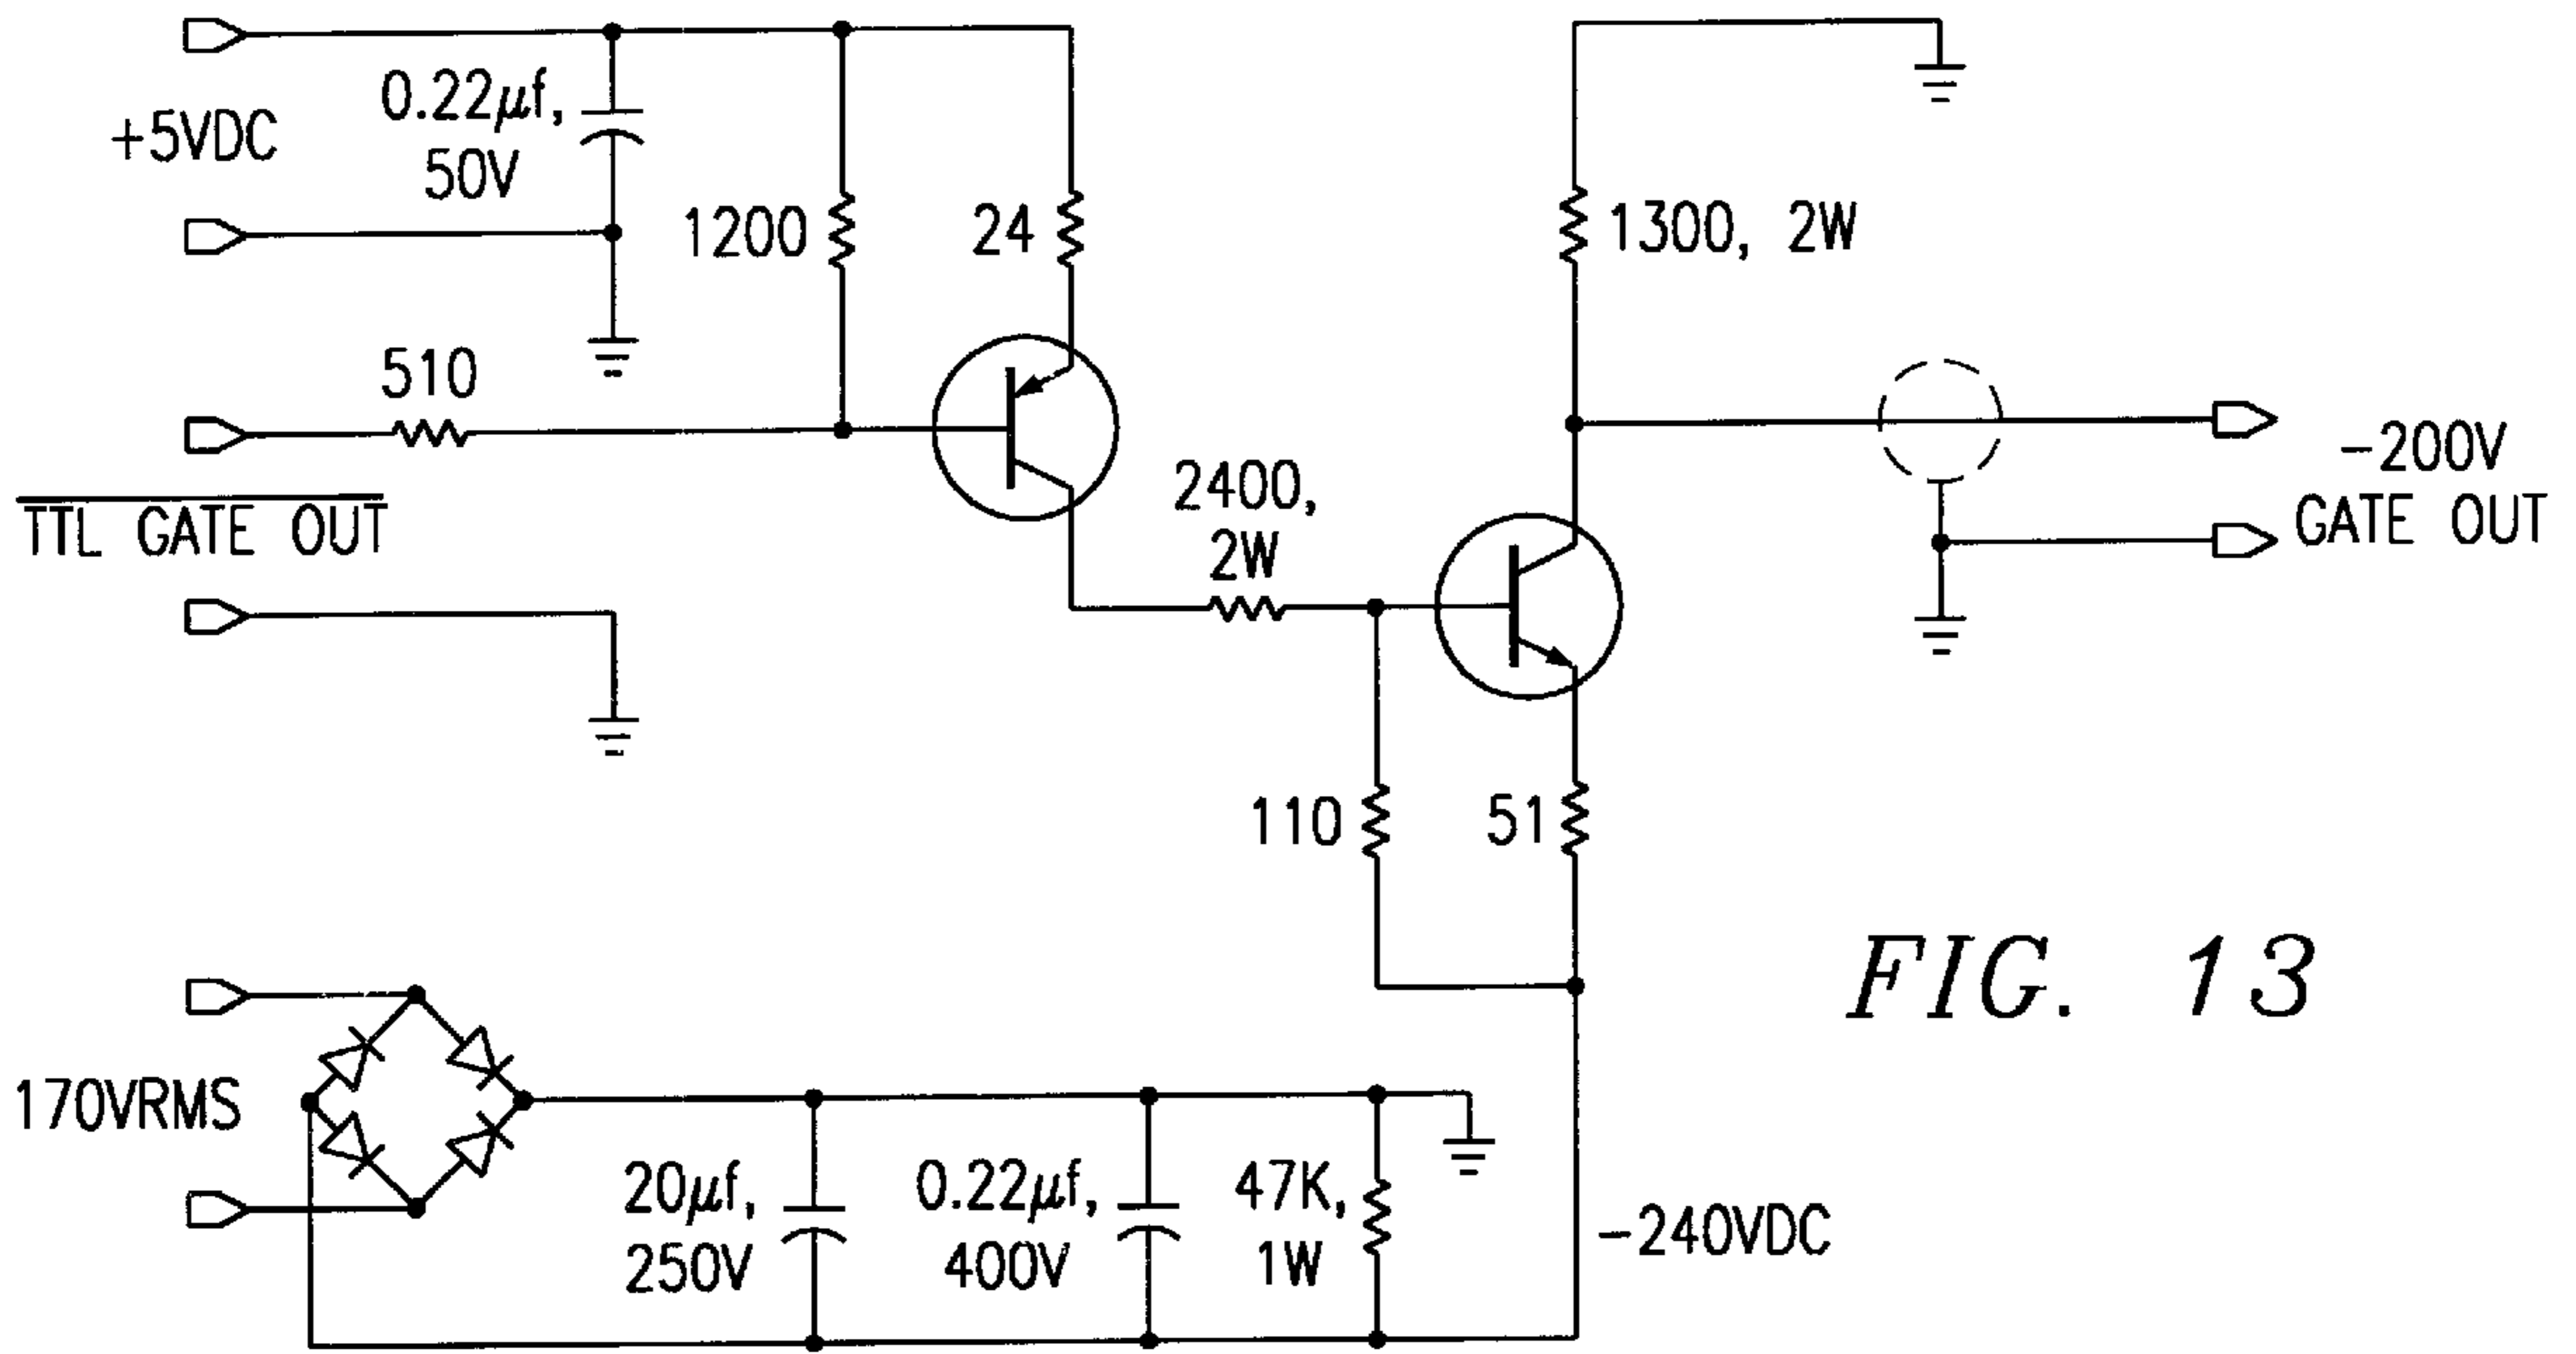 0.22μf,
50V
+5VDC
1200
24
1300, 2W
510
TTL GATE OUT
2400,
2W
-200V
GATE OUT
110
51
FIG. 13
170VRMS
20μf,
250V
0.22μf,
400V
47K,
1W
-240VDC